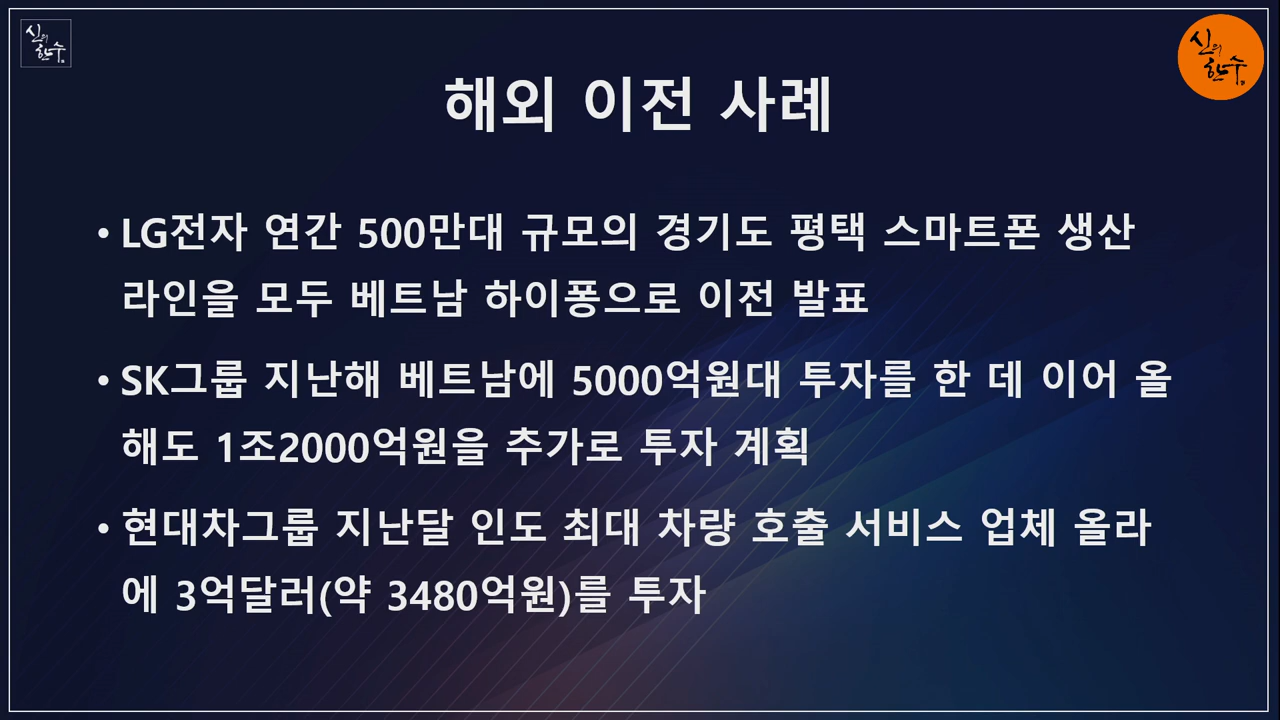 신의
한수
신의
한수
해외 이전 사례
• LG전자 연간 500만대 규모의 경기도 평택 스마트폰 생산
라인을 모두 베트남 하이퐁으로 이전 발표
• SK그룹 지난해 베트남에 5000억원대 투자를 한 데 이어 올
해도 1조2000억원을 추가로 투자 계획
• 현대차그룹 지난달 인도 최대 차량 호출 서비스 업체 올라
에 3억달러(약 3480억원)를 투자